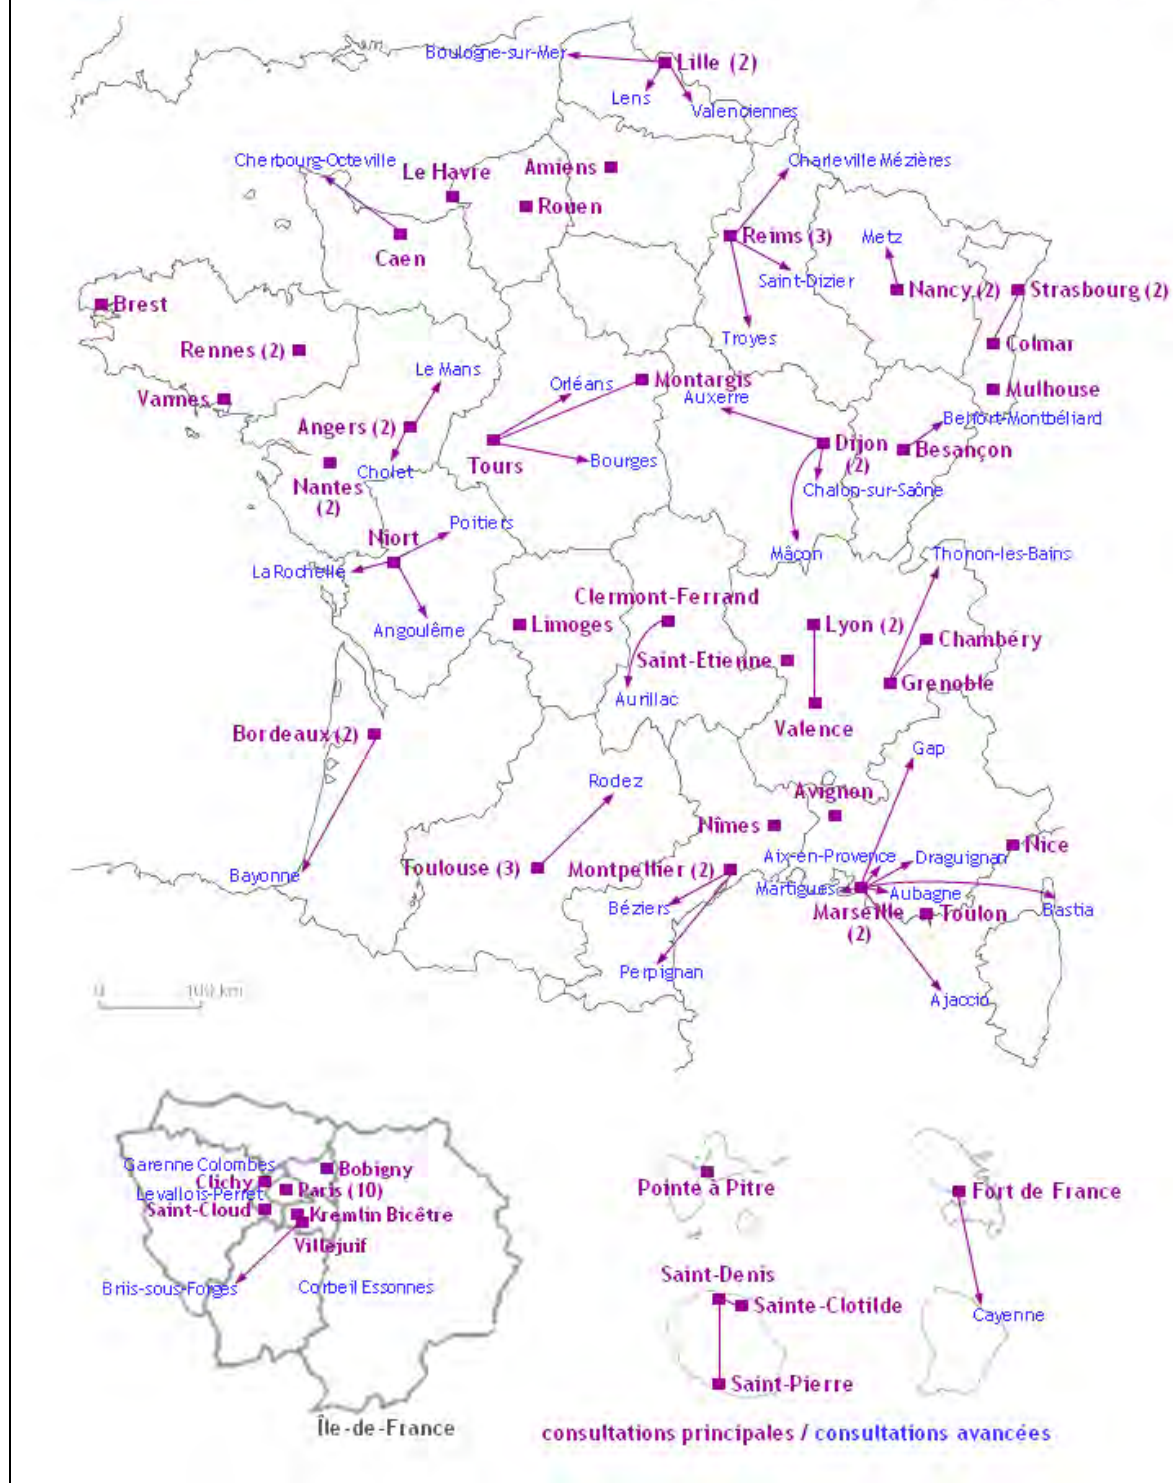 Boulogne-sur-Mer
Lille (2)
Lens
Valenciennes
Cherbourg-Octeville
Le Havre
Amiens
Charleville Mézières
Rouen
Caen
Reims (3)
Metz
Saint-Dizier
Nancy (2)
Strasbourg (2)
Brest
Troyes
Colmar
Rennes (2)
Le Mans
Orléans
Montargis
Mulhouse
Vannes
Auxerre
Belfort-Montbéliard
Angers (2)
Dijon
(2)
Besançon
Tours
Bourges
Cholet
Nantes
(2)
Chalon-sur-Saône
Poitiers
Niort
Mâcon
Thonon-les-Bains
La Rochelle
Clermont-Ferrand
Angoulême
Limoges
Lyon (2)
Chambéry
Saint-Etienne
Grenoble
Aurillac
Valence
Bordeaux (2)
Gap
Rodez
Avignon
Nîmes
Nice
Aix-en-Provence
Draguignan
Toulouse (3)
Montpellier (2)
Bayonne
Martigues
Aubagne
Béziers
Marseille
(2)
Toulon
Bastia
Perpignan
Ajaccio
0
100 km
Garenne Colombes
Bobigny
Clichy
Paris (10)
Levallois-Perret
Saint-Cloud
Kremlin Bicêtre
Villejuif
Briis-sous-Forges
Corbeil Essonnes
Île-de-France
Pointe à Pitre
Fort de France
Saint-Denis
Sainte-Clotilde
Cayenne
Saint-Pierre
consultations principales / consultations avancées